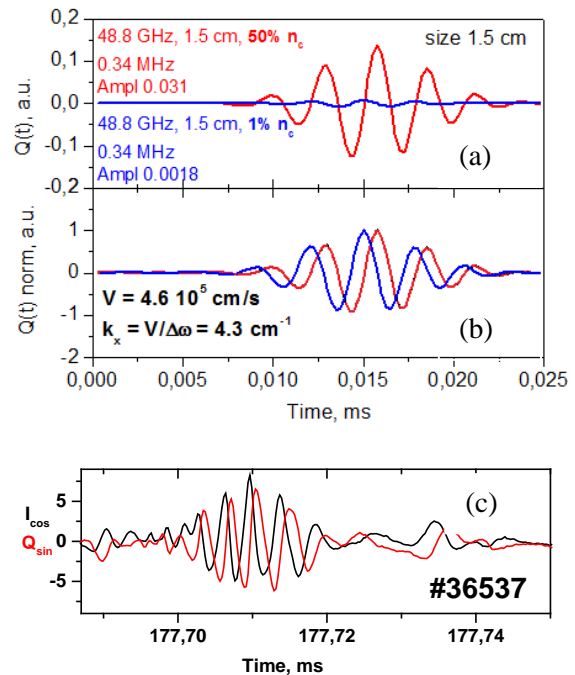 0,2
0,1
0,0
-0,1
-0,2
Q(t), a.u.
48.8 GHz, 1.5 cm, 50% n_c
0.34 MHz
Ampl 0.031
48.8 GHz, 1.5 cm, 1% n_c
0.34 MHz
Ampl 0.0018
size 1.5 cm
(a)
2
1
0
-1
-2
Q(t) norm, a.u.
V = 4.6 10^5 cm/s
k_x = V/Δω = 4.3 cm^-1
(b)
0,000 0,005 0,010 0,015 0,020 0,025
Time, ms
5
0
-5
I_cos
Q_sin
(c)
#36537
177,70 177,72 177,74
Time, ms